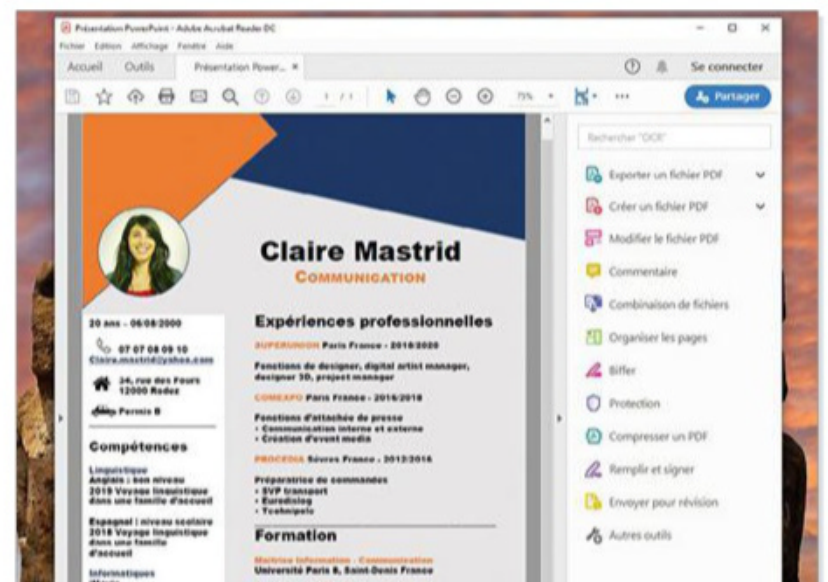 Présentation PowerPoint - Adobe Acrobat Reader DC
Fichier Edition Affichage Fenêtre Aide
Accueil Outils Présentation Power...
Se connecter
1 / 1
75%
Partager
Rechercher "OCR"
Exporter un fichier PDF
Créer un fichier PDF
Modifier le fichier PDF
Commentaire
Combinaison de fichiers
Organiser les pages
Biffer
Protection
Compresser un PDF
Remplir et signer
Envoyer pour révision
Autres outils
Claire Mastrid
COMMUNICATION
20 ans - 06/08/2000
07 07 08 09 10
Claire.mastrid@yahoo.com
34, rue des Fours
12000 Rodez
Permis B
Compétences
Linguistique
Anglais : bon niveau
2019 Voyage linguistique
dans une famille d'accueil
Espagnol : niveau scolaire
2018 Voyage linguistique
dans une famille
d'accueil
Informatiques
Expériences professionnelles
SUPERUNION Paris France - 2018/2020
Fonctions de designer, digital artist manager,
designer 3D, project manager
COMEXPO Paris France - 2016/2018
Fonctions d'attachée de presse
• Communication interne et externe
• Création d'event media
PROCEDIA Sèvres France - 2012/2016
Préparatrice de commandes
• SVP transport
• Eurodislog
• Technipole
Formation
Maîtrise Information - Communication
Université Paris 8, Saint-Denis France